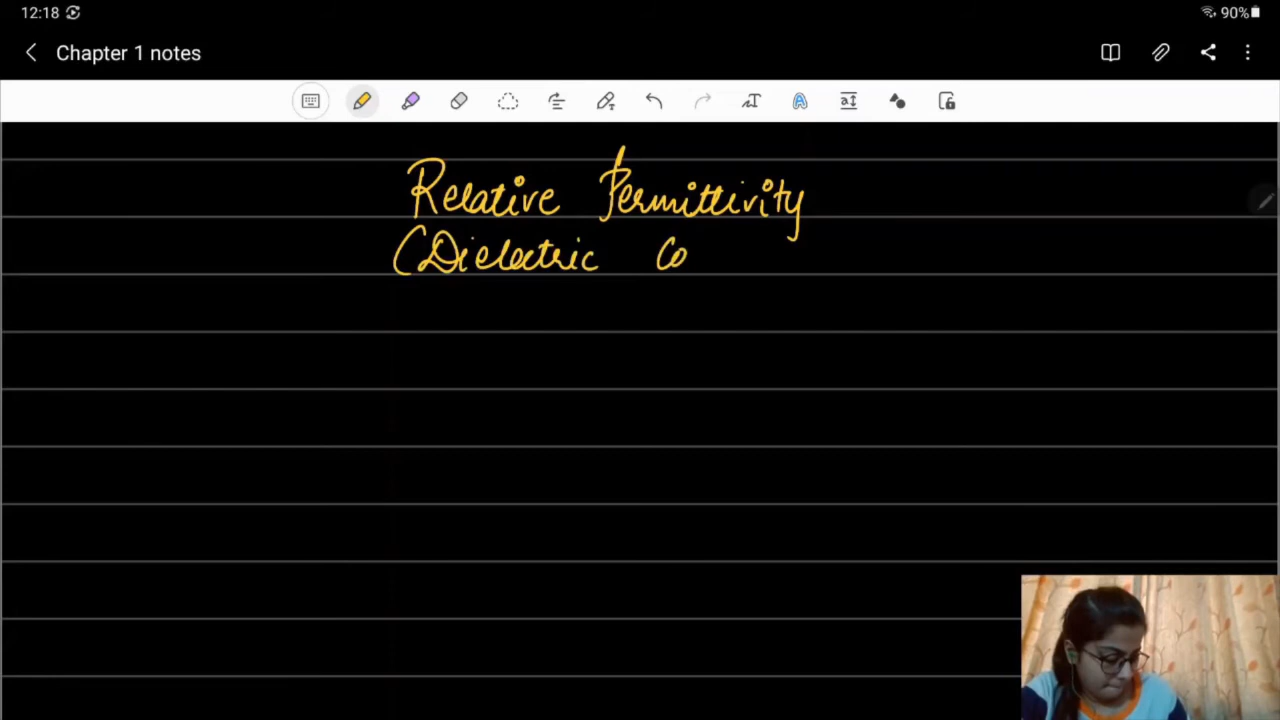 12:18
90%
Chapter 1 notes
Relative Permittivity
(Dielectric Co